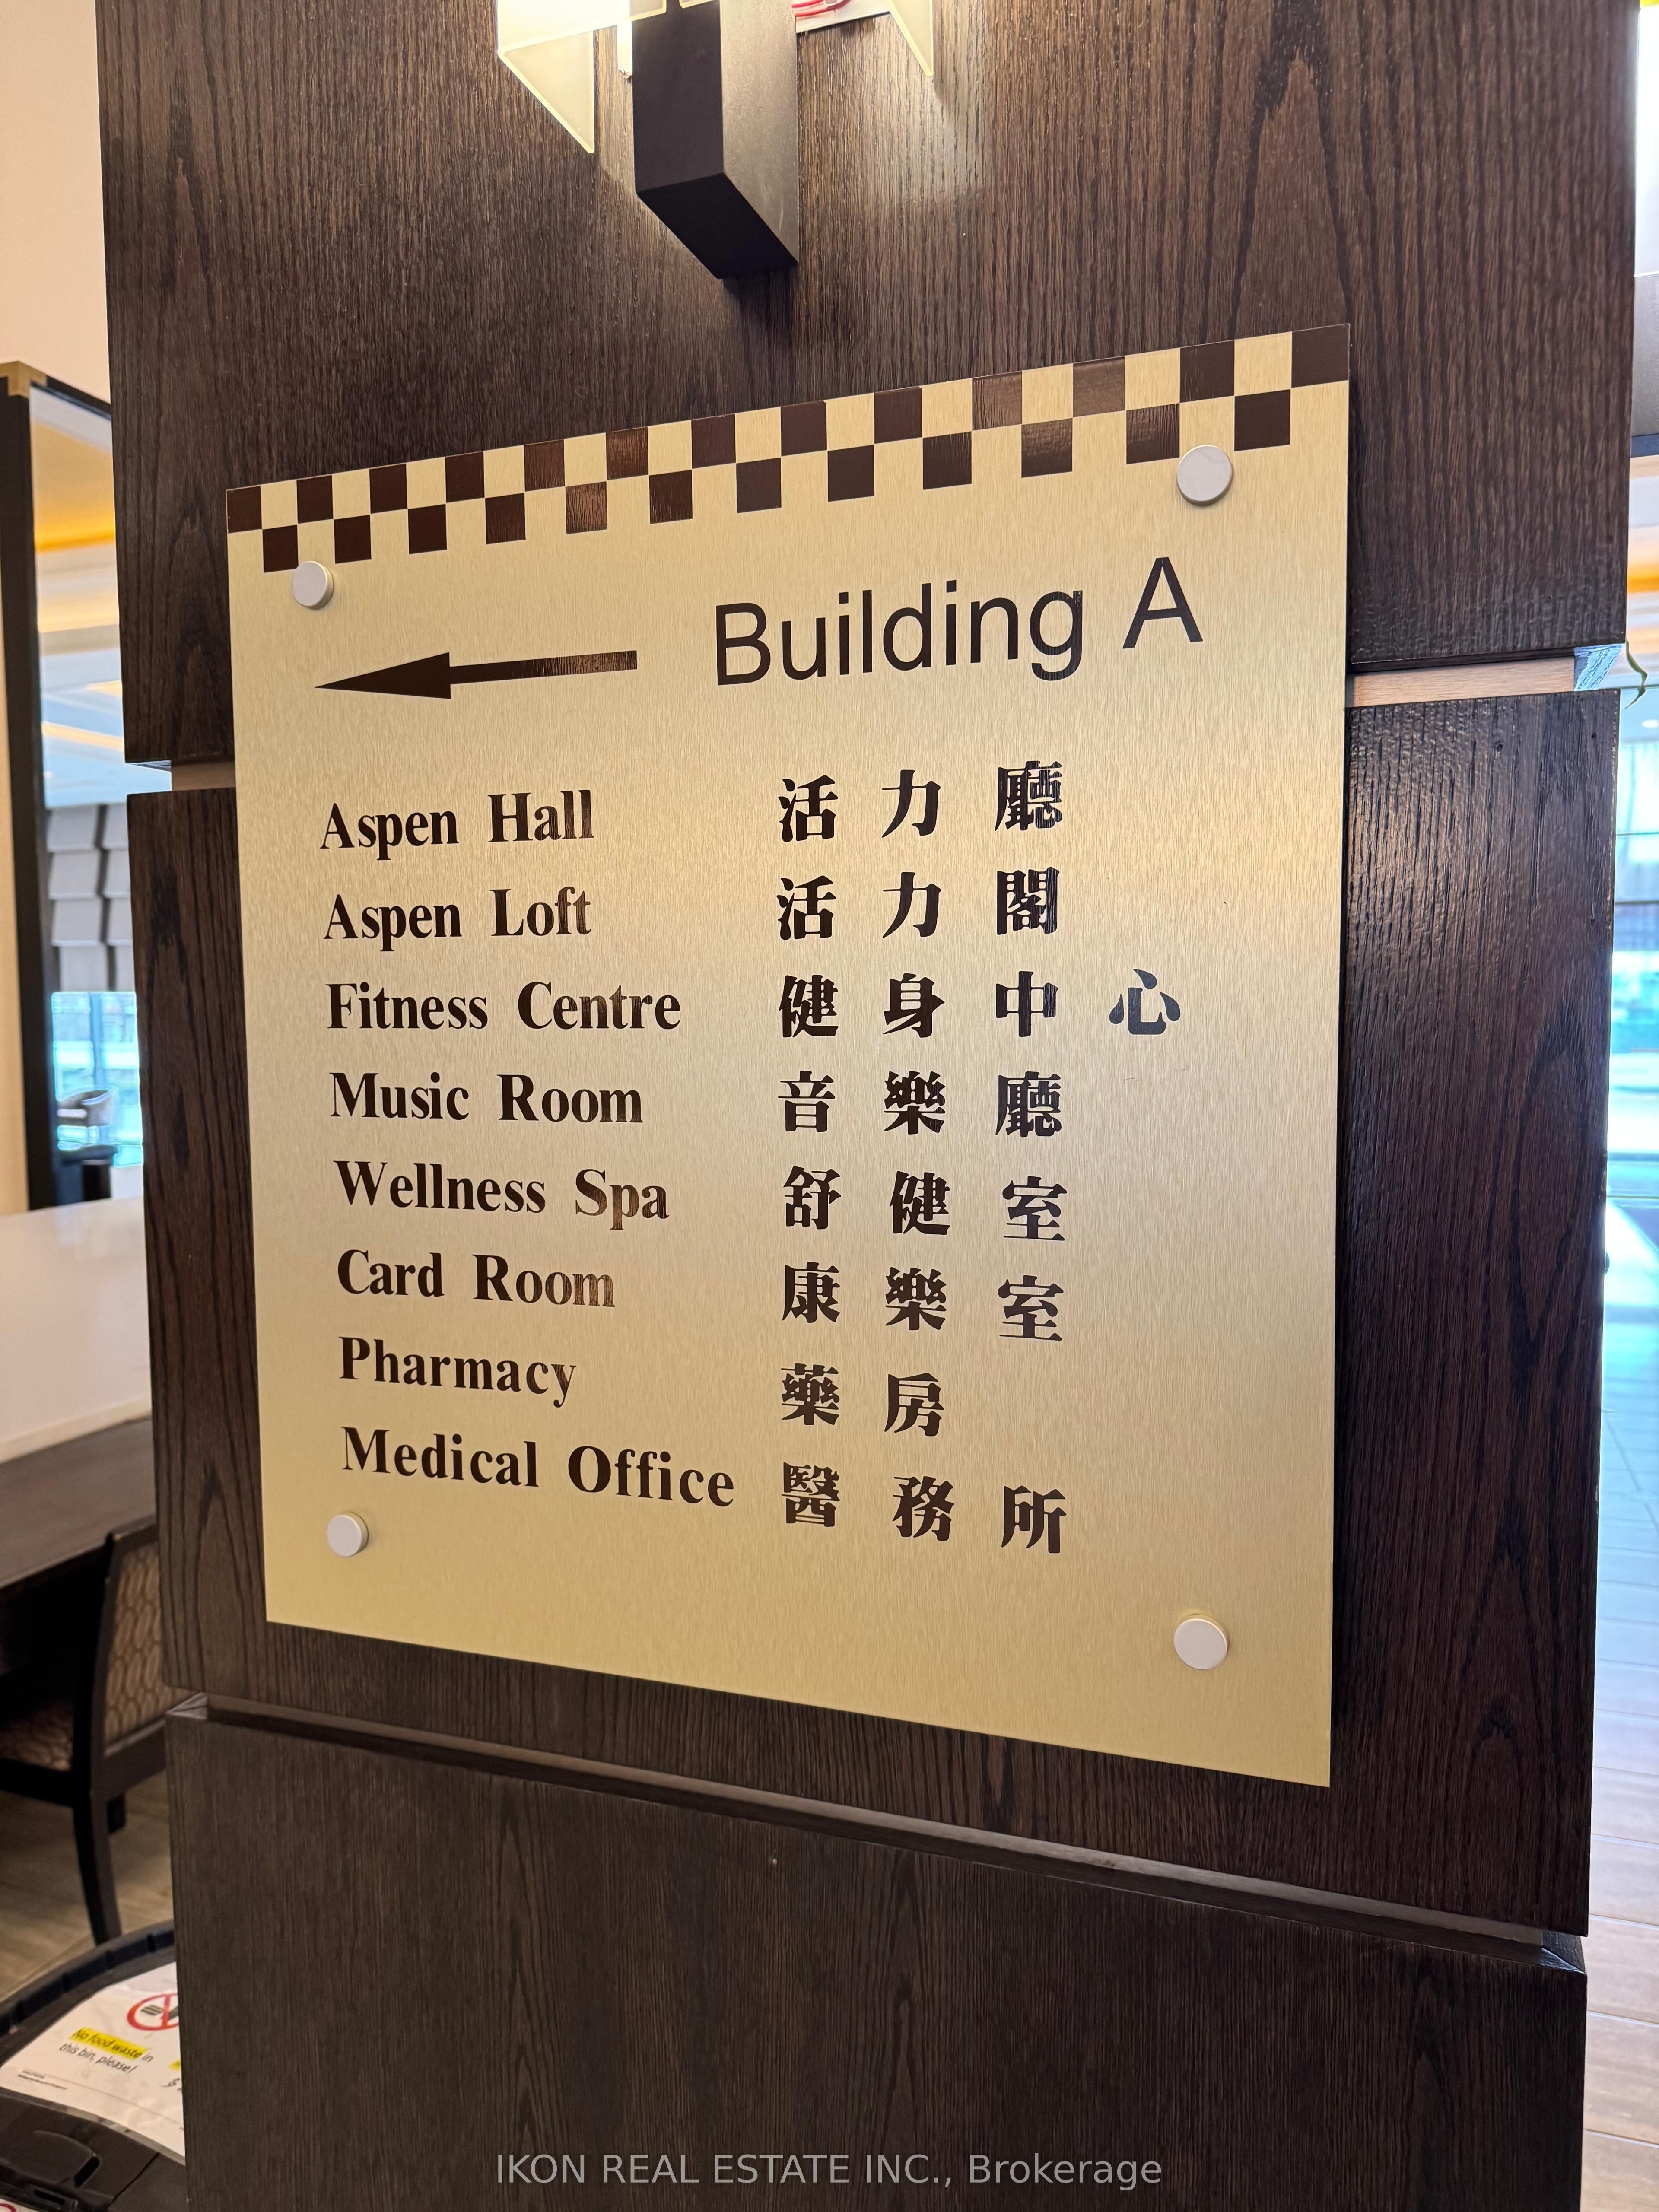 Building A
Aspen Hall 活力廳
Aspen Loft 活力閣
Fitness Centre 健身中心
Music Room 音樂廳
Wellness Spa 舒健室
Card Room 康樂室
Pharmacy 藥房
Medical Office 醫務所
No food waste in
this bin, please!
IKON REAL ESTATE INC., Brokerage